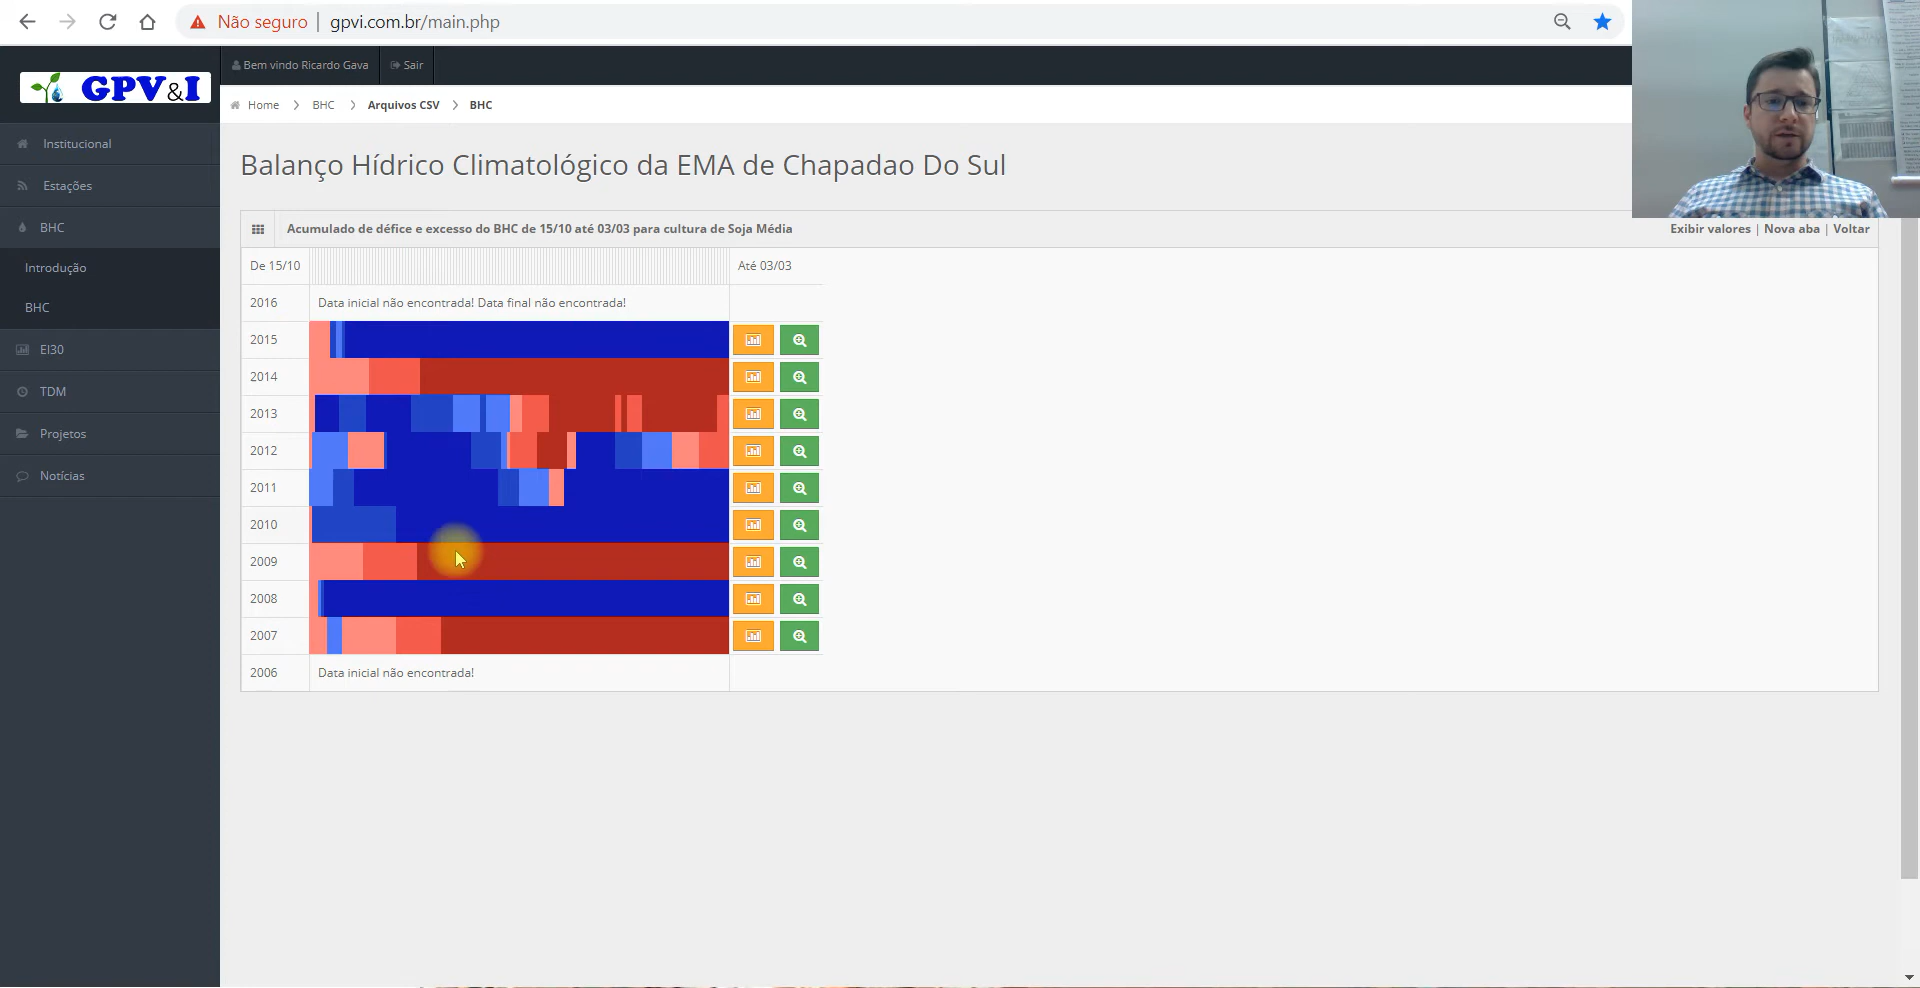 Não seguro | gpvi.com.br/main.php
GPV&I
Bem vindo Ricardo Gava
Sair
Home > BHC > Arquivos CSV > BHC
Institucional
Estações
BHC
Introdução
BHC
EI30
TDM
Projetos
Notícias
Balanço Hídrico Climatológico da EMA de Chapadao Do Sul
Acumulado de défice e excesso do BHC de 15/10 até 03/03 para cultura de Soja Média
Exibir valores | Nova aba | Voltar
De 15/10 Até 03/03
2016 Data inicial não encontrada! Data final não encontrada!
2015
2014
2013
2012
2011
2010
2009
2008
2007
2006 Data inicial não encontrada!